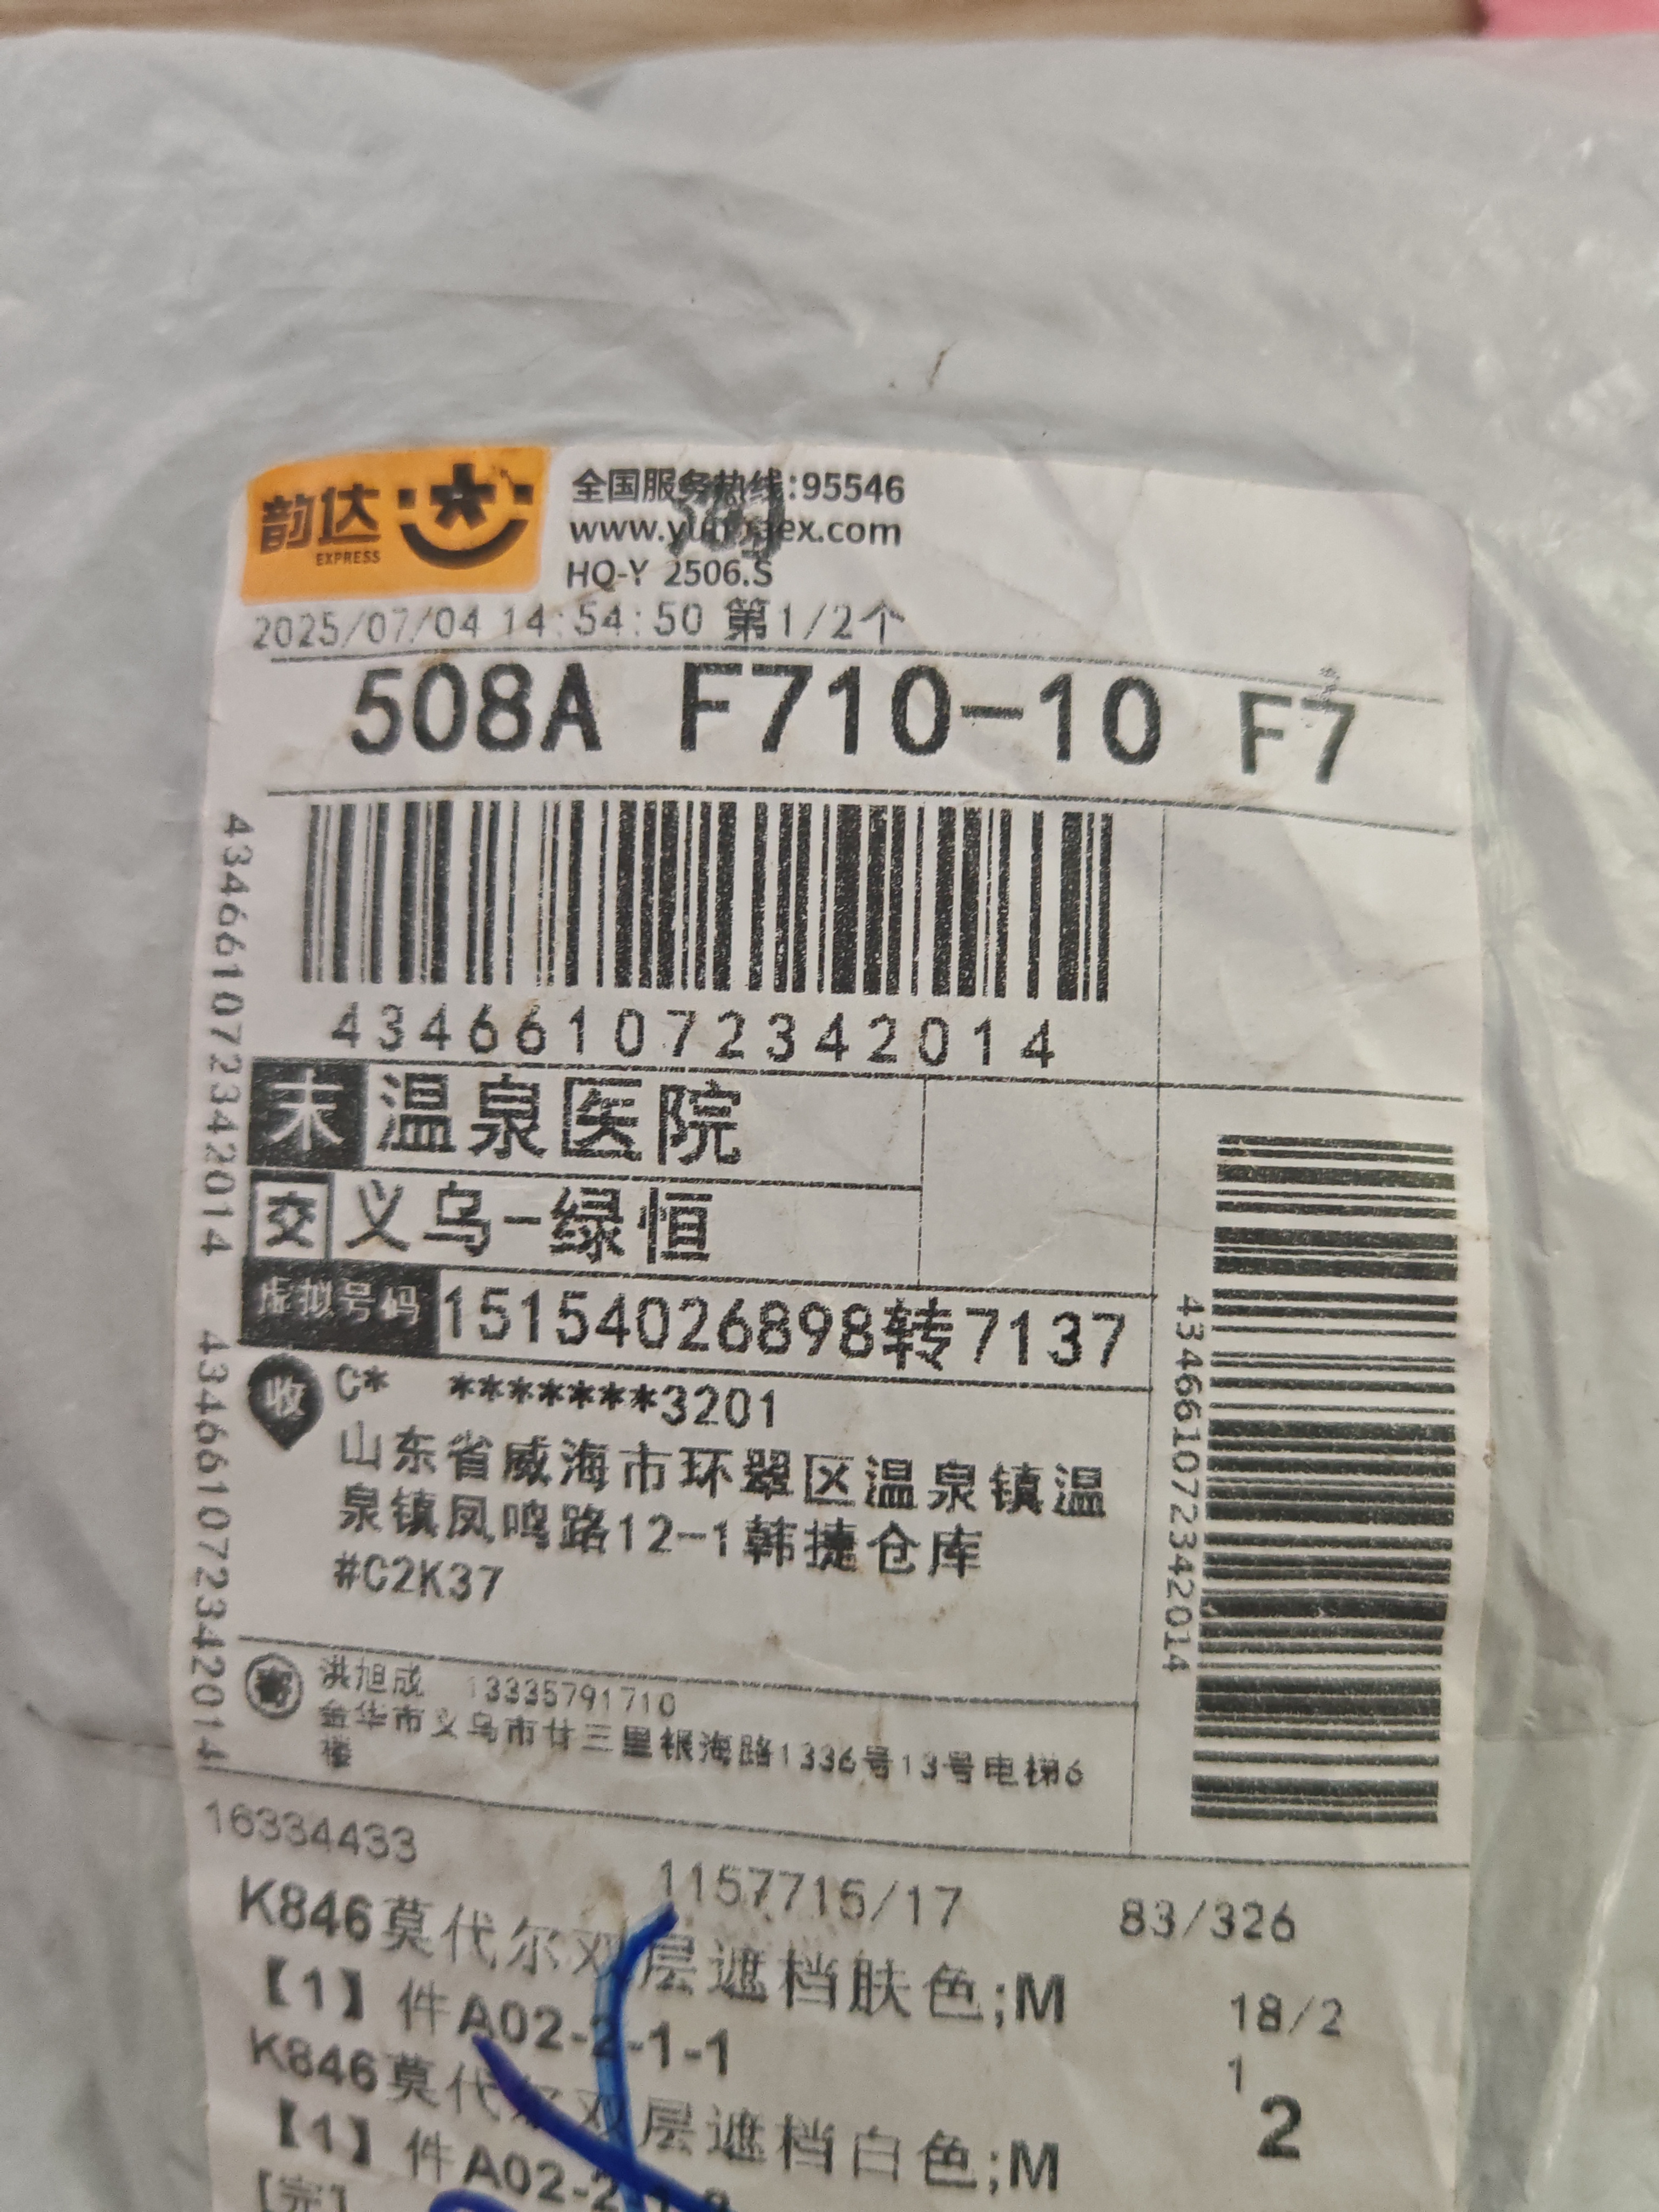 韵达
EXPRESS
全国服务热线:95546
HQ-Y 2506.S
2025/07/04 14:54:50 第1/2个
508A F710-10 F7
434661072342014
末 温泉医院
交 义乌-绿恒
虚拟号码 15154026898转7137
收 C* *******3201
山东省威海市环翠区温泉镇温
泉镇凤鸣路12-1韩捷仓库
#C2K37
寄 洪旭成 13335791710
金华市义乌市廿三里银海路1336号13号电梯6
楼
434661072342014 434661072342014
434661072342014
16334433
1157715/17 83/326
K846莫代尔双层遮档肤色;M
【1】件A02-2-1-1 18/2
K846莫代尔双层遮档白色;M
1
2
【1】件A02-2
[完]